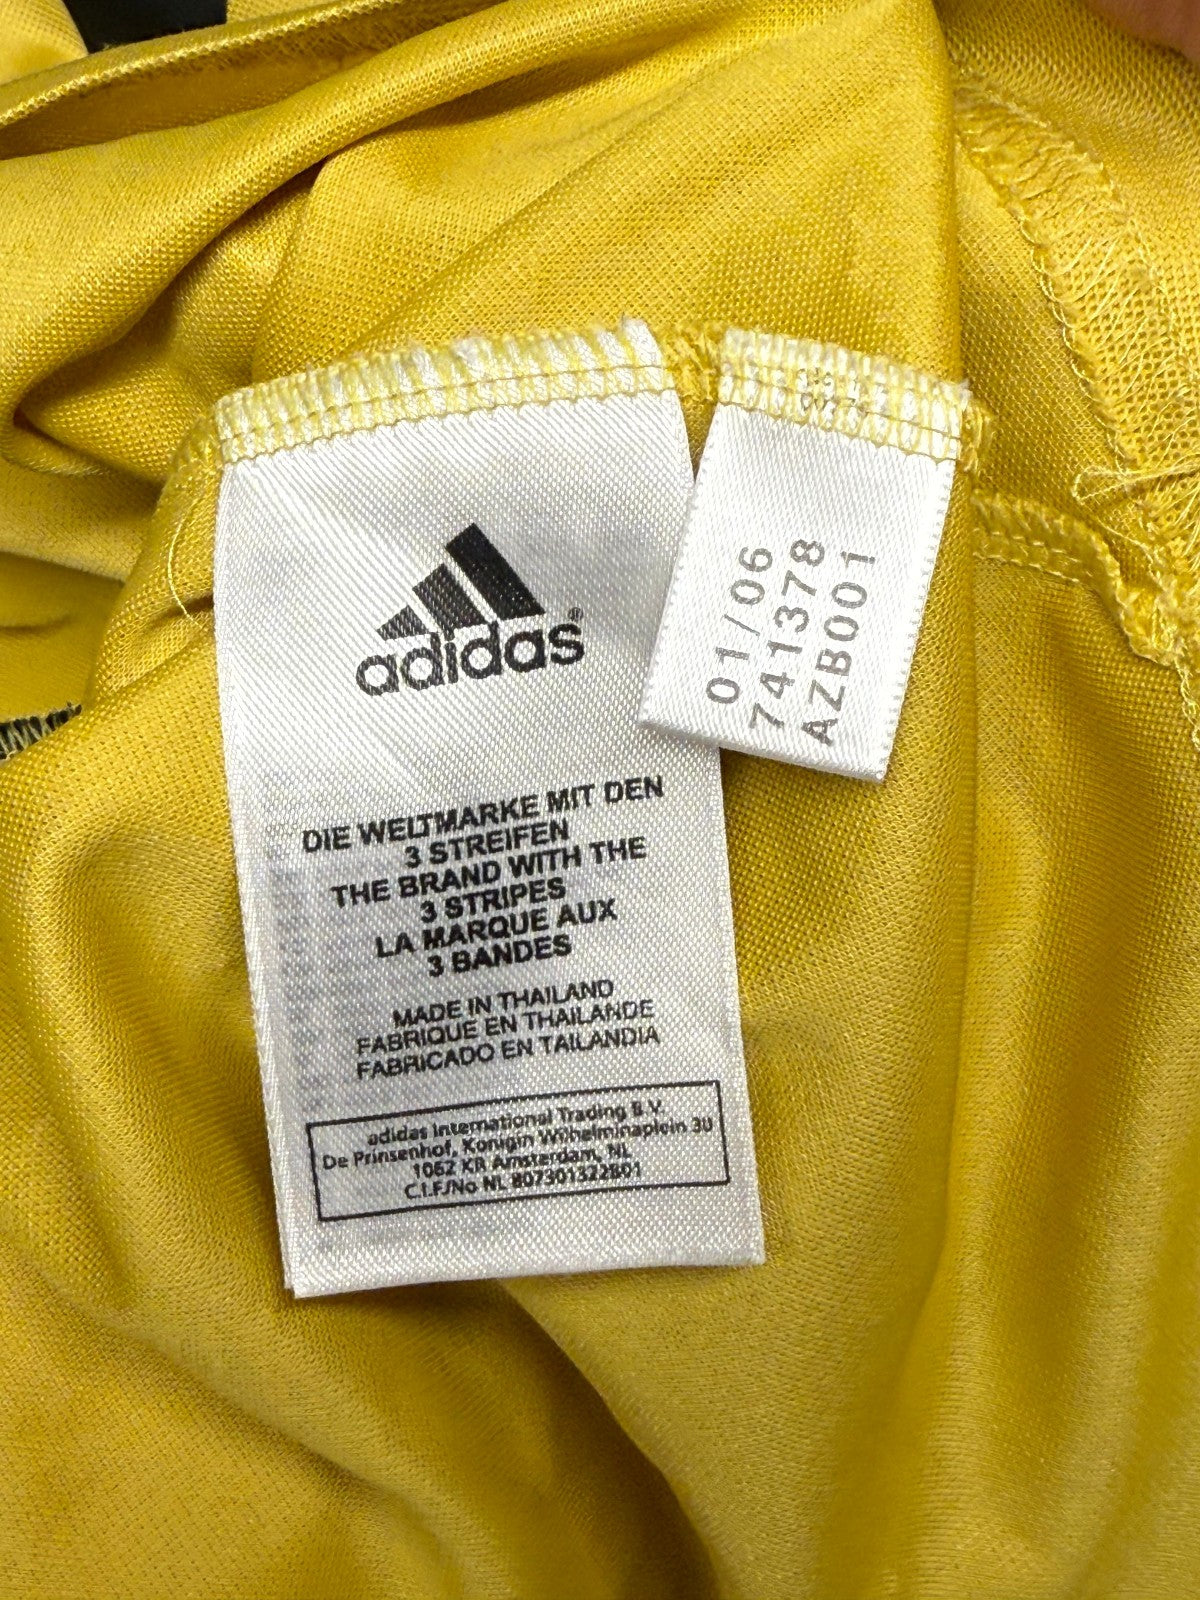 adidas®
DIE WELTMARKE MIT DEN
3 STREIFEN
THE BRAND WITH THE
3 STRIPES
LA MARQUE AUX
3 BANDES
MADE IN THAILAND
FABRIQUE EN THAILANDE
FABRICADO EN TAILANDIA
adidas International Trading B.V.
De Prinsenhof, Konigin Wilhelminaplein 30
1062 KR Amsterdam, NL
C.I.F/No NL 807301322B01
01/06
741378
AZB001